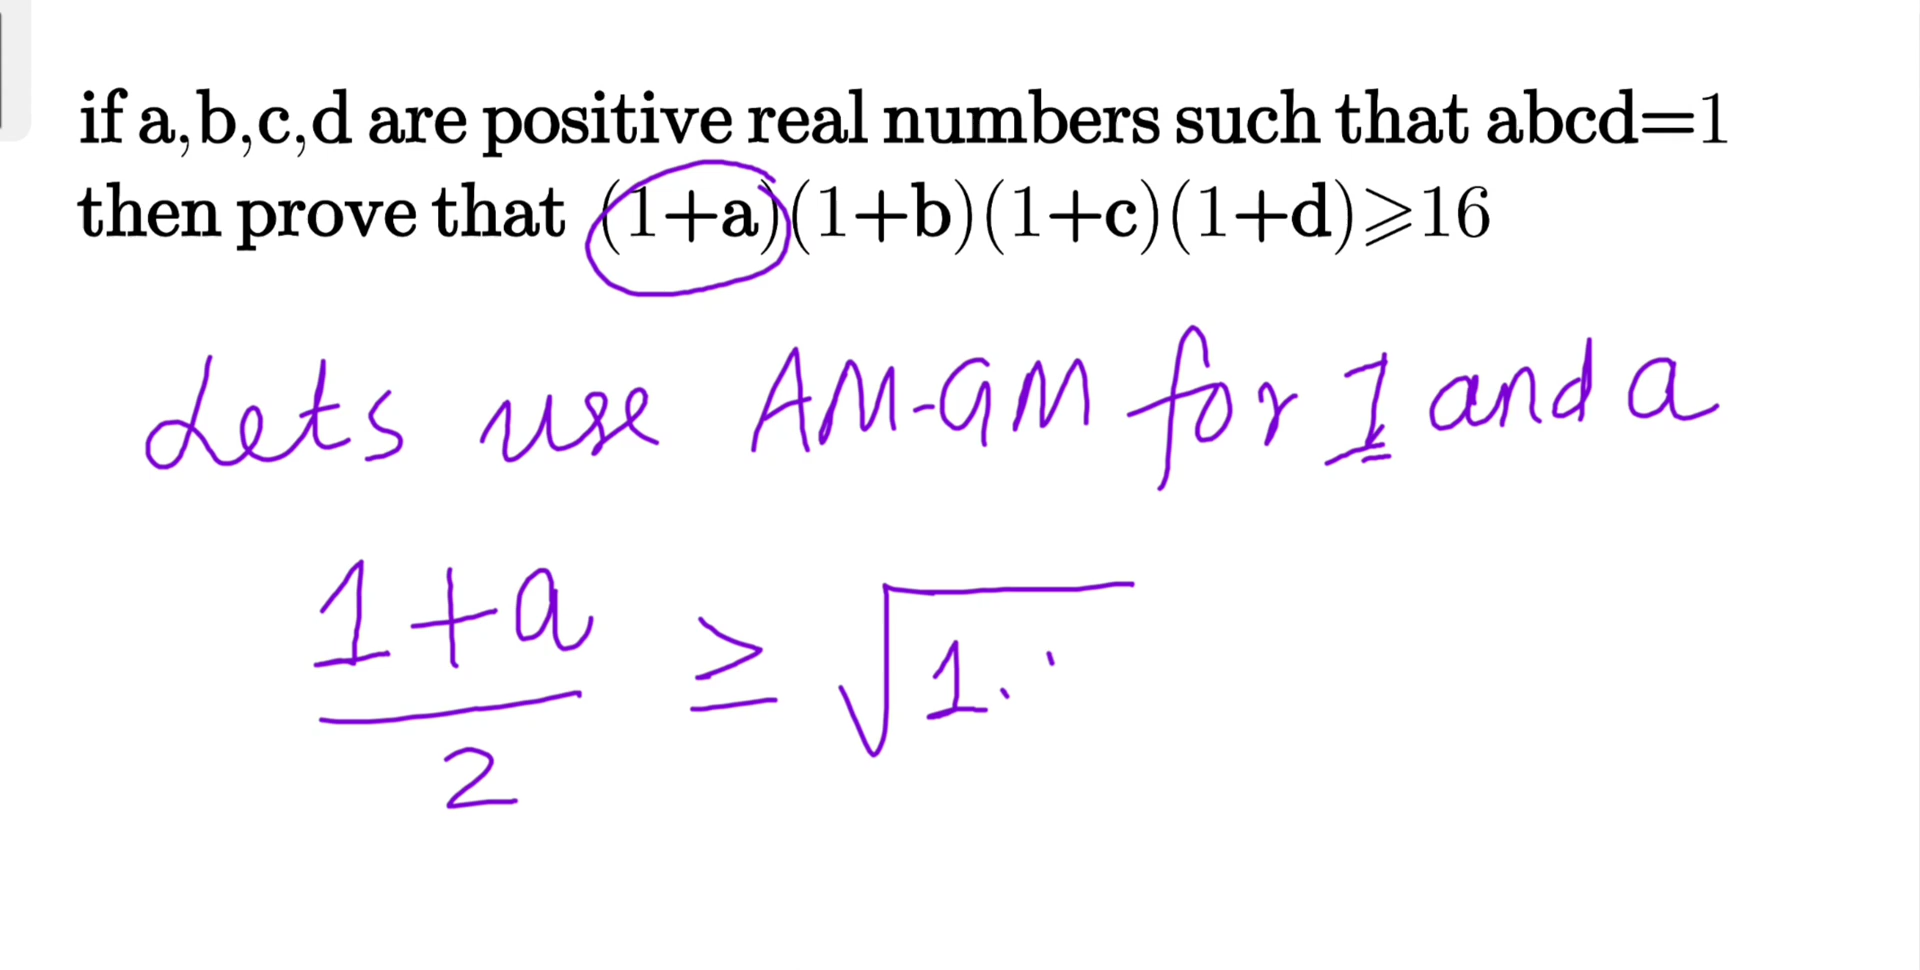 if a,b,c,d are positive real numbers such that abcd=1
then prove that (1+a)(1+b)(1+c)(1+d)⩾16
Lets use AM-GM for 1 and a
1+a
≥ √1.
2